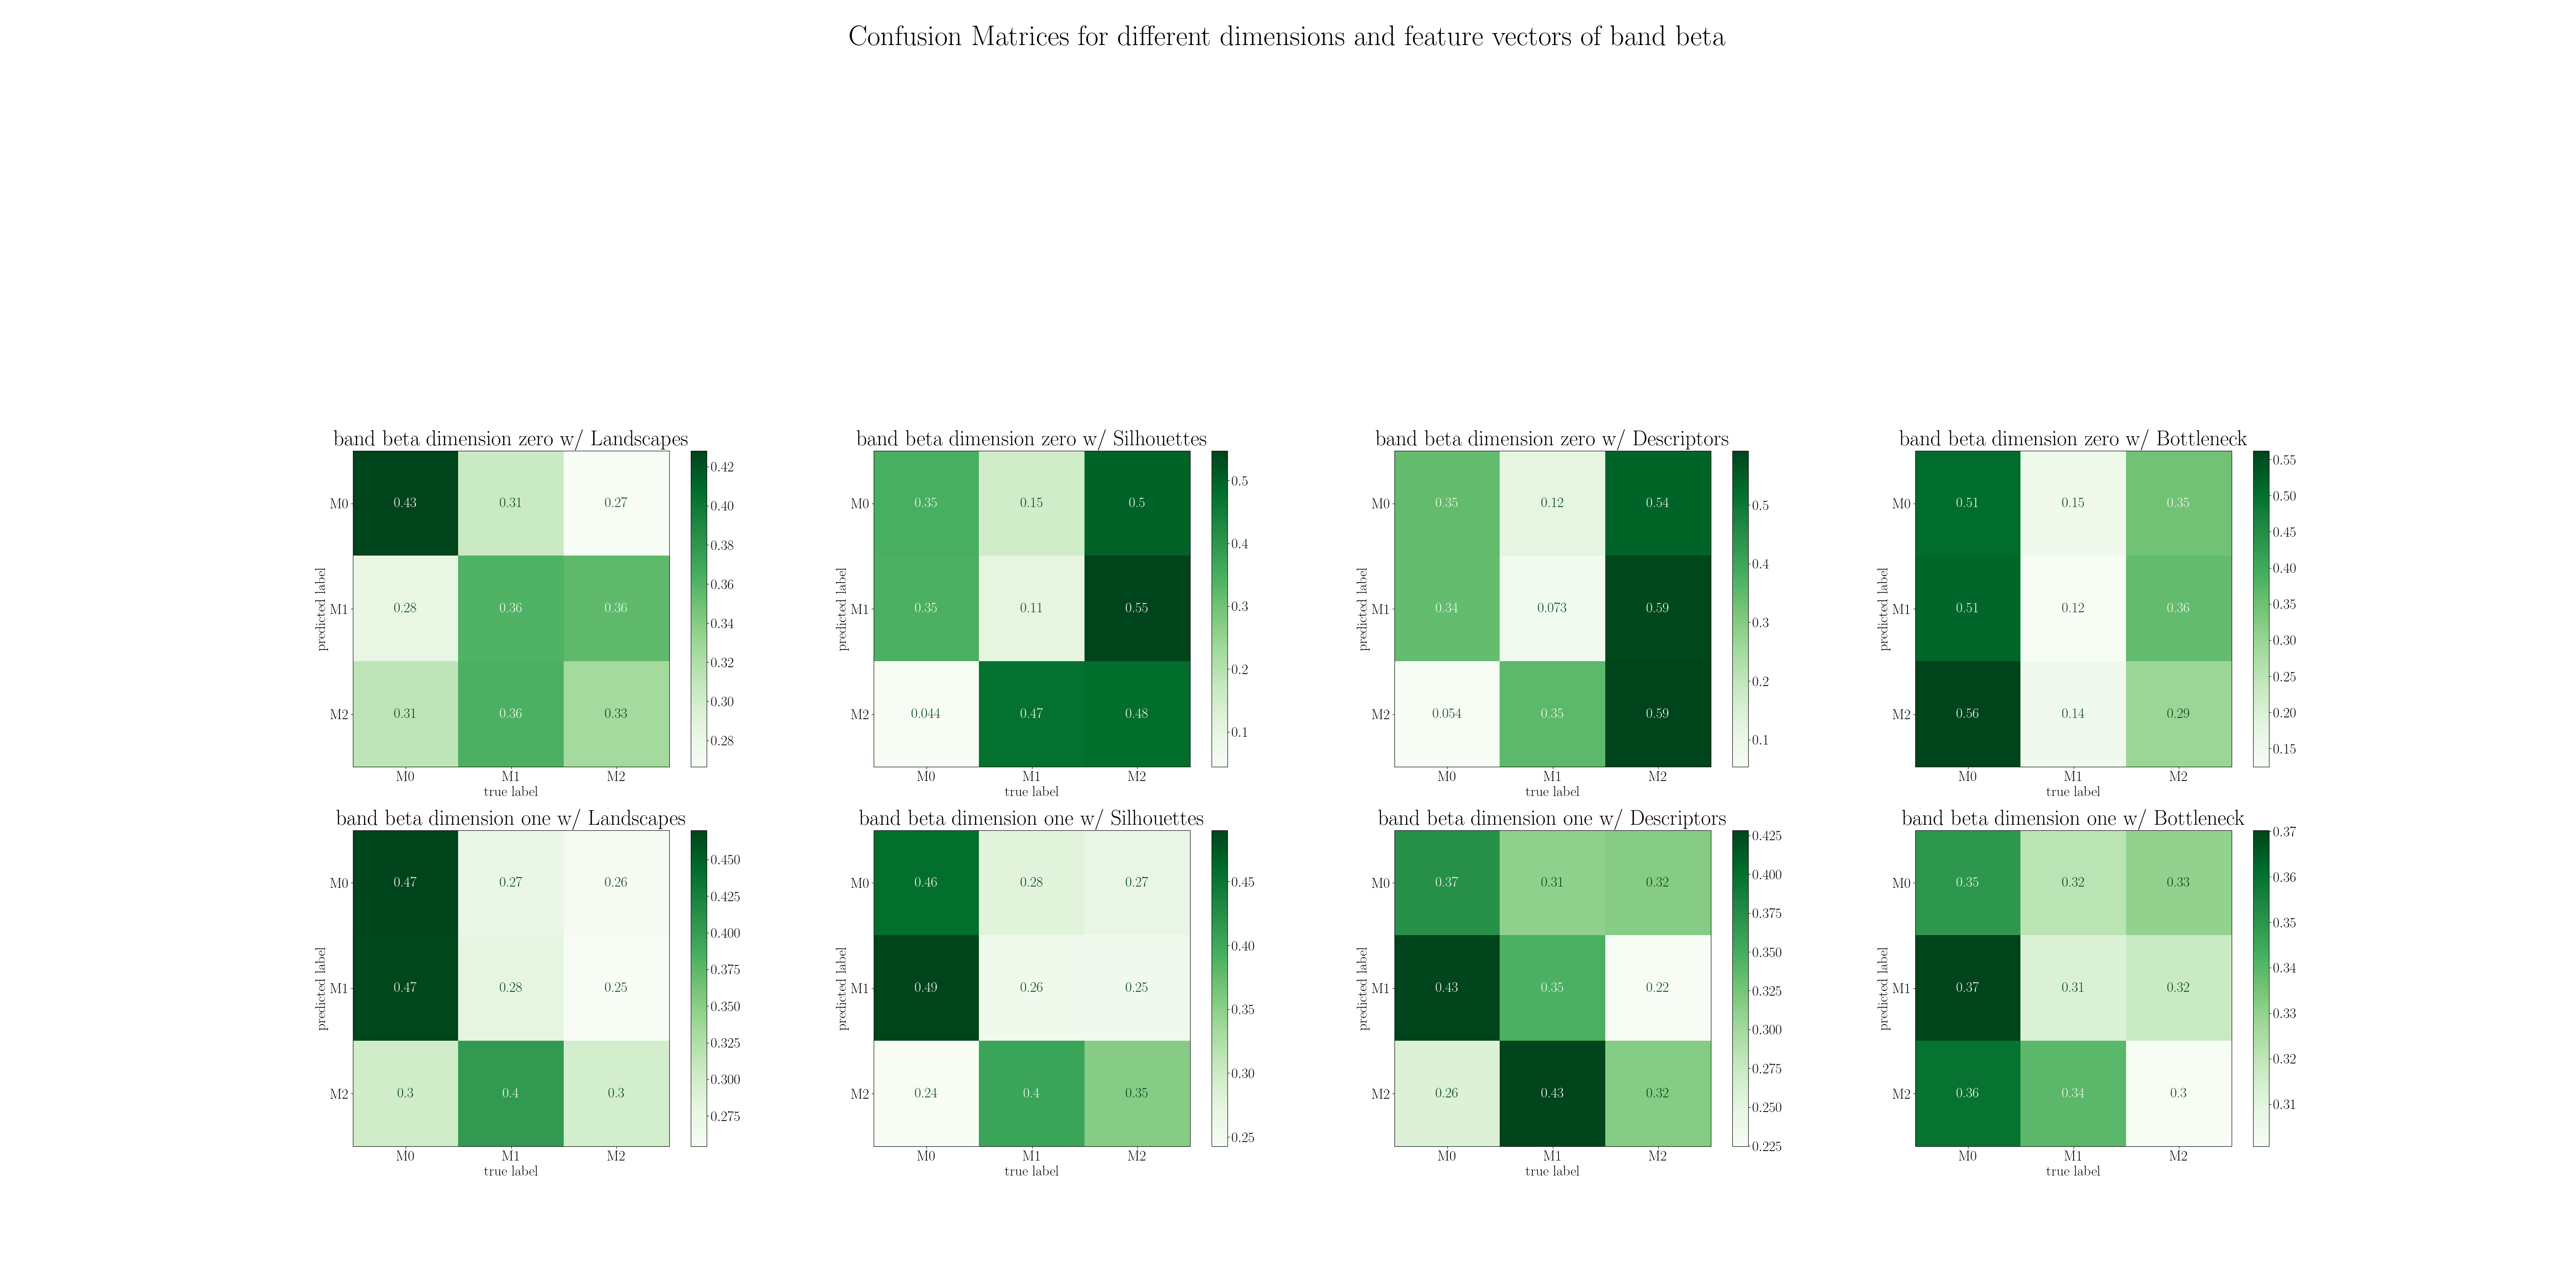 Confusion Matrices for different dimensions and feature vectors of band beta
band beta dimension zero w/ Landscapes
M0 0.43 0.31 0.27
M1 0.28 0.36 0.36
M2 0.31 0.36 0.33
M0 M1 M2
true label
predicted label
0.42
0.40
0.38
0.36
0.34
0.32
0.30
0.28
band beta dimension zero w/ Silhouettes
M0 0.35 0.15 0.5
M1 0.35 0.11 0.55
M2 0.044 0.47 0.48
M0 M1 M2
true label
predicted label
0.5
0.4
0.3
0.2
0.1
band beta dimension zero w/ Descriptors
M0 0.35 0.12 0.54
M1 0.34 0.073 0.59
M2 0.054 0.35 0.59
M0 M1 M2
true label
predicted label
0.5
0.4
0.3
0.2
0.1
band beta dimension zero w/ Bottleneck
M0 0.51 0.15 0.35
M1 0.51 0.12 0.36
M2 0.56 0.14 0.29
M0 M1 M2
true label
predicted label
0.55
0.50
0.45
0.40
0.35
0.30
0.25
0.20
0.15
band beta dimension one w/ Landscapes
M0 0.47 0.27 0.26
M1 0.47 0.28 0.25
M2 0.3 0.4 0.3
M0 M1 M2
true label
predicted label
0.450
0.425
0.400
0.375
0.350
0.325
0.300
0.275
band beta dimension one w/ Silhouettes
M0 0.46 0.28 0.27
M1 0.49 0.26 0.25
M2 0.24 0.4 0.35
M0 M1 M2
true label
predicted label
0.45
0.40
0.35
0.30
0.25
band beta dimension one w/ Descriptors
M0 0.37 0.31 0.32
M1 0.43 0.35 0.22
M2 0.26 0.43 0.32
M0 M1 M2
true label
predicted label
0.425
0.400
0.375
0.350
0.325
0.300
0.275
0.250
0.225
band beta dimension one w/ Bottleneck
M0 0.35 0.32 0.33
M1 0.37 0.31 0.32
M2 0.36 0.34 0.3
M0 M1 M2
true label
predicted label
0.37
0.36
0.35
0.34
0.33
0.32
0.31